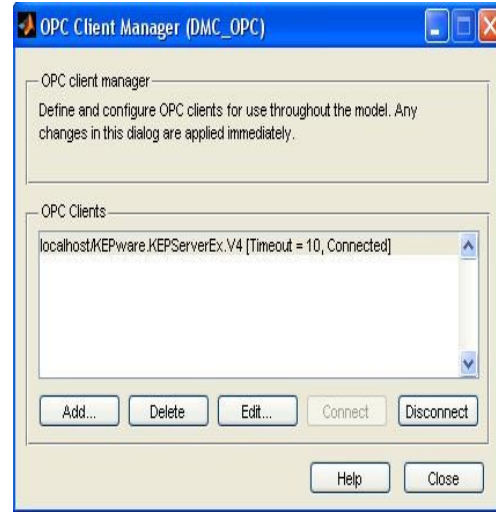 OPC Client Manager (DMC_OPC)
OPC client manager
Define and configure OPC clients for use throughout the model. Any
changes in this dialog are applied immediately.
OPC Clients
localhost/KEPware.KEPServerEx.V4 [Timeout = 10, Connected]
Add... Delete Edit... Connect Disconnect
Help Close